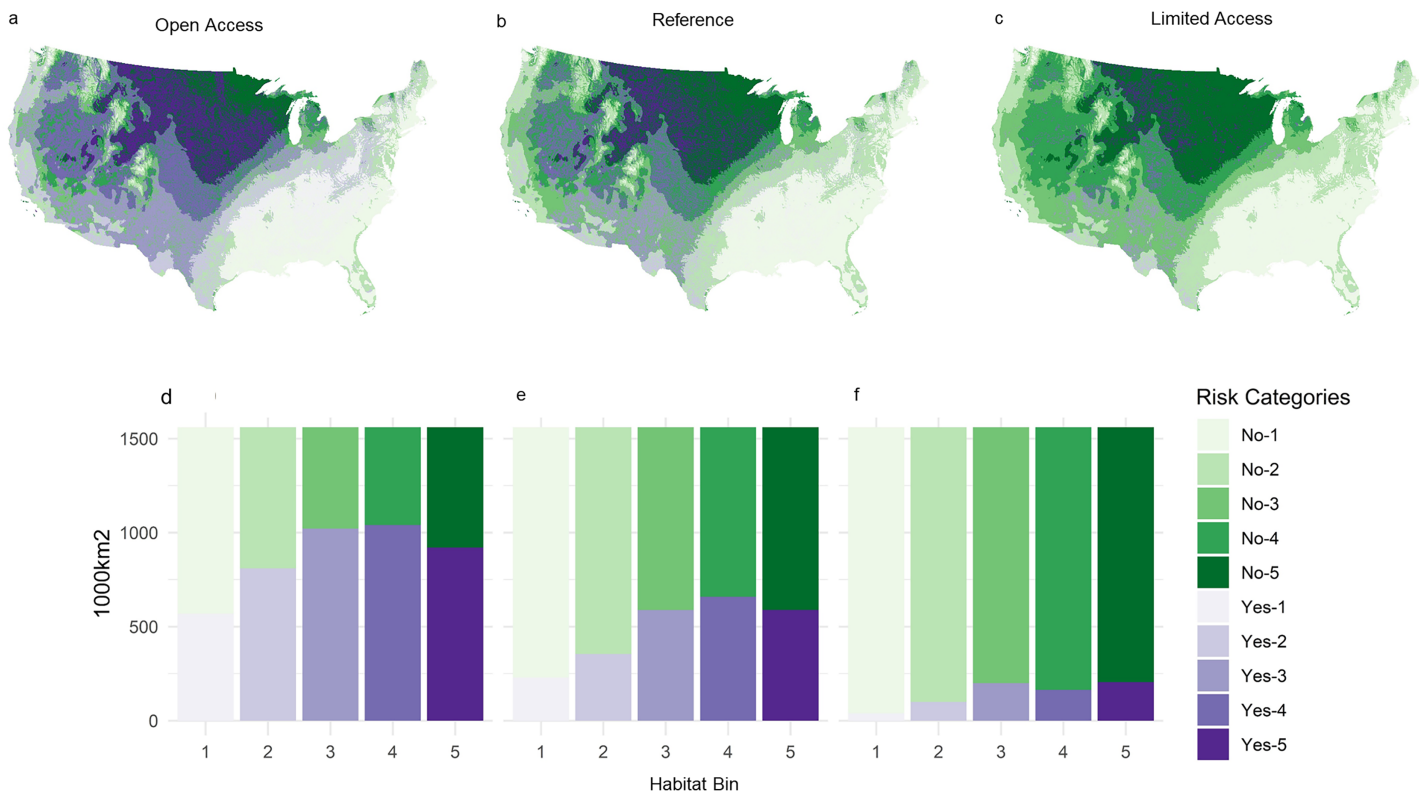 a
Open Access
b
Reference
c
Limited Access
d
e
f
1000km2
1500
1000
500
0
1 2 3 4 5
1 2 3 4 5
1 2 3 4 5
Habitat Bin
Risk Categories
No-1
No-2
No-3
No-4
No-5
Yes-1
Yes-2
Yes-3
Yes-4
Yes-5